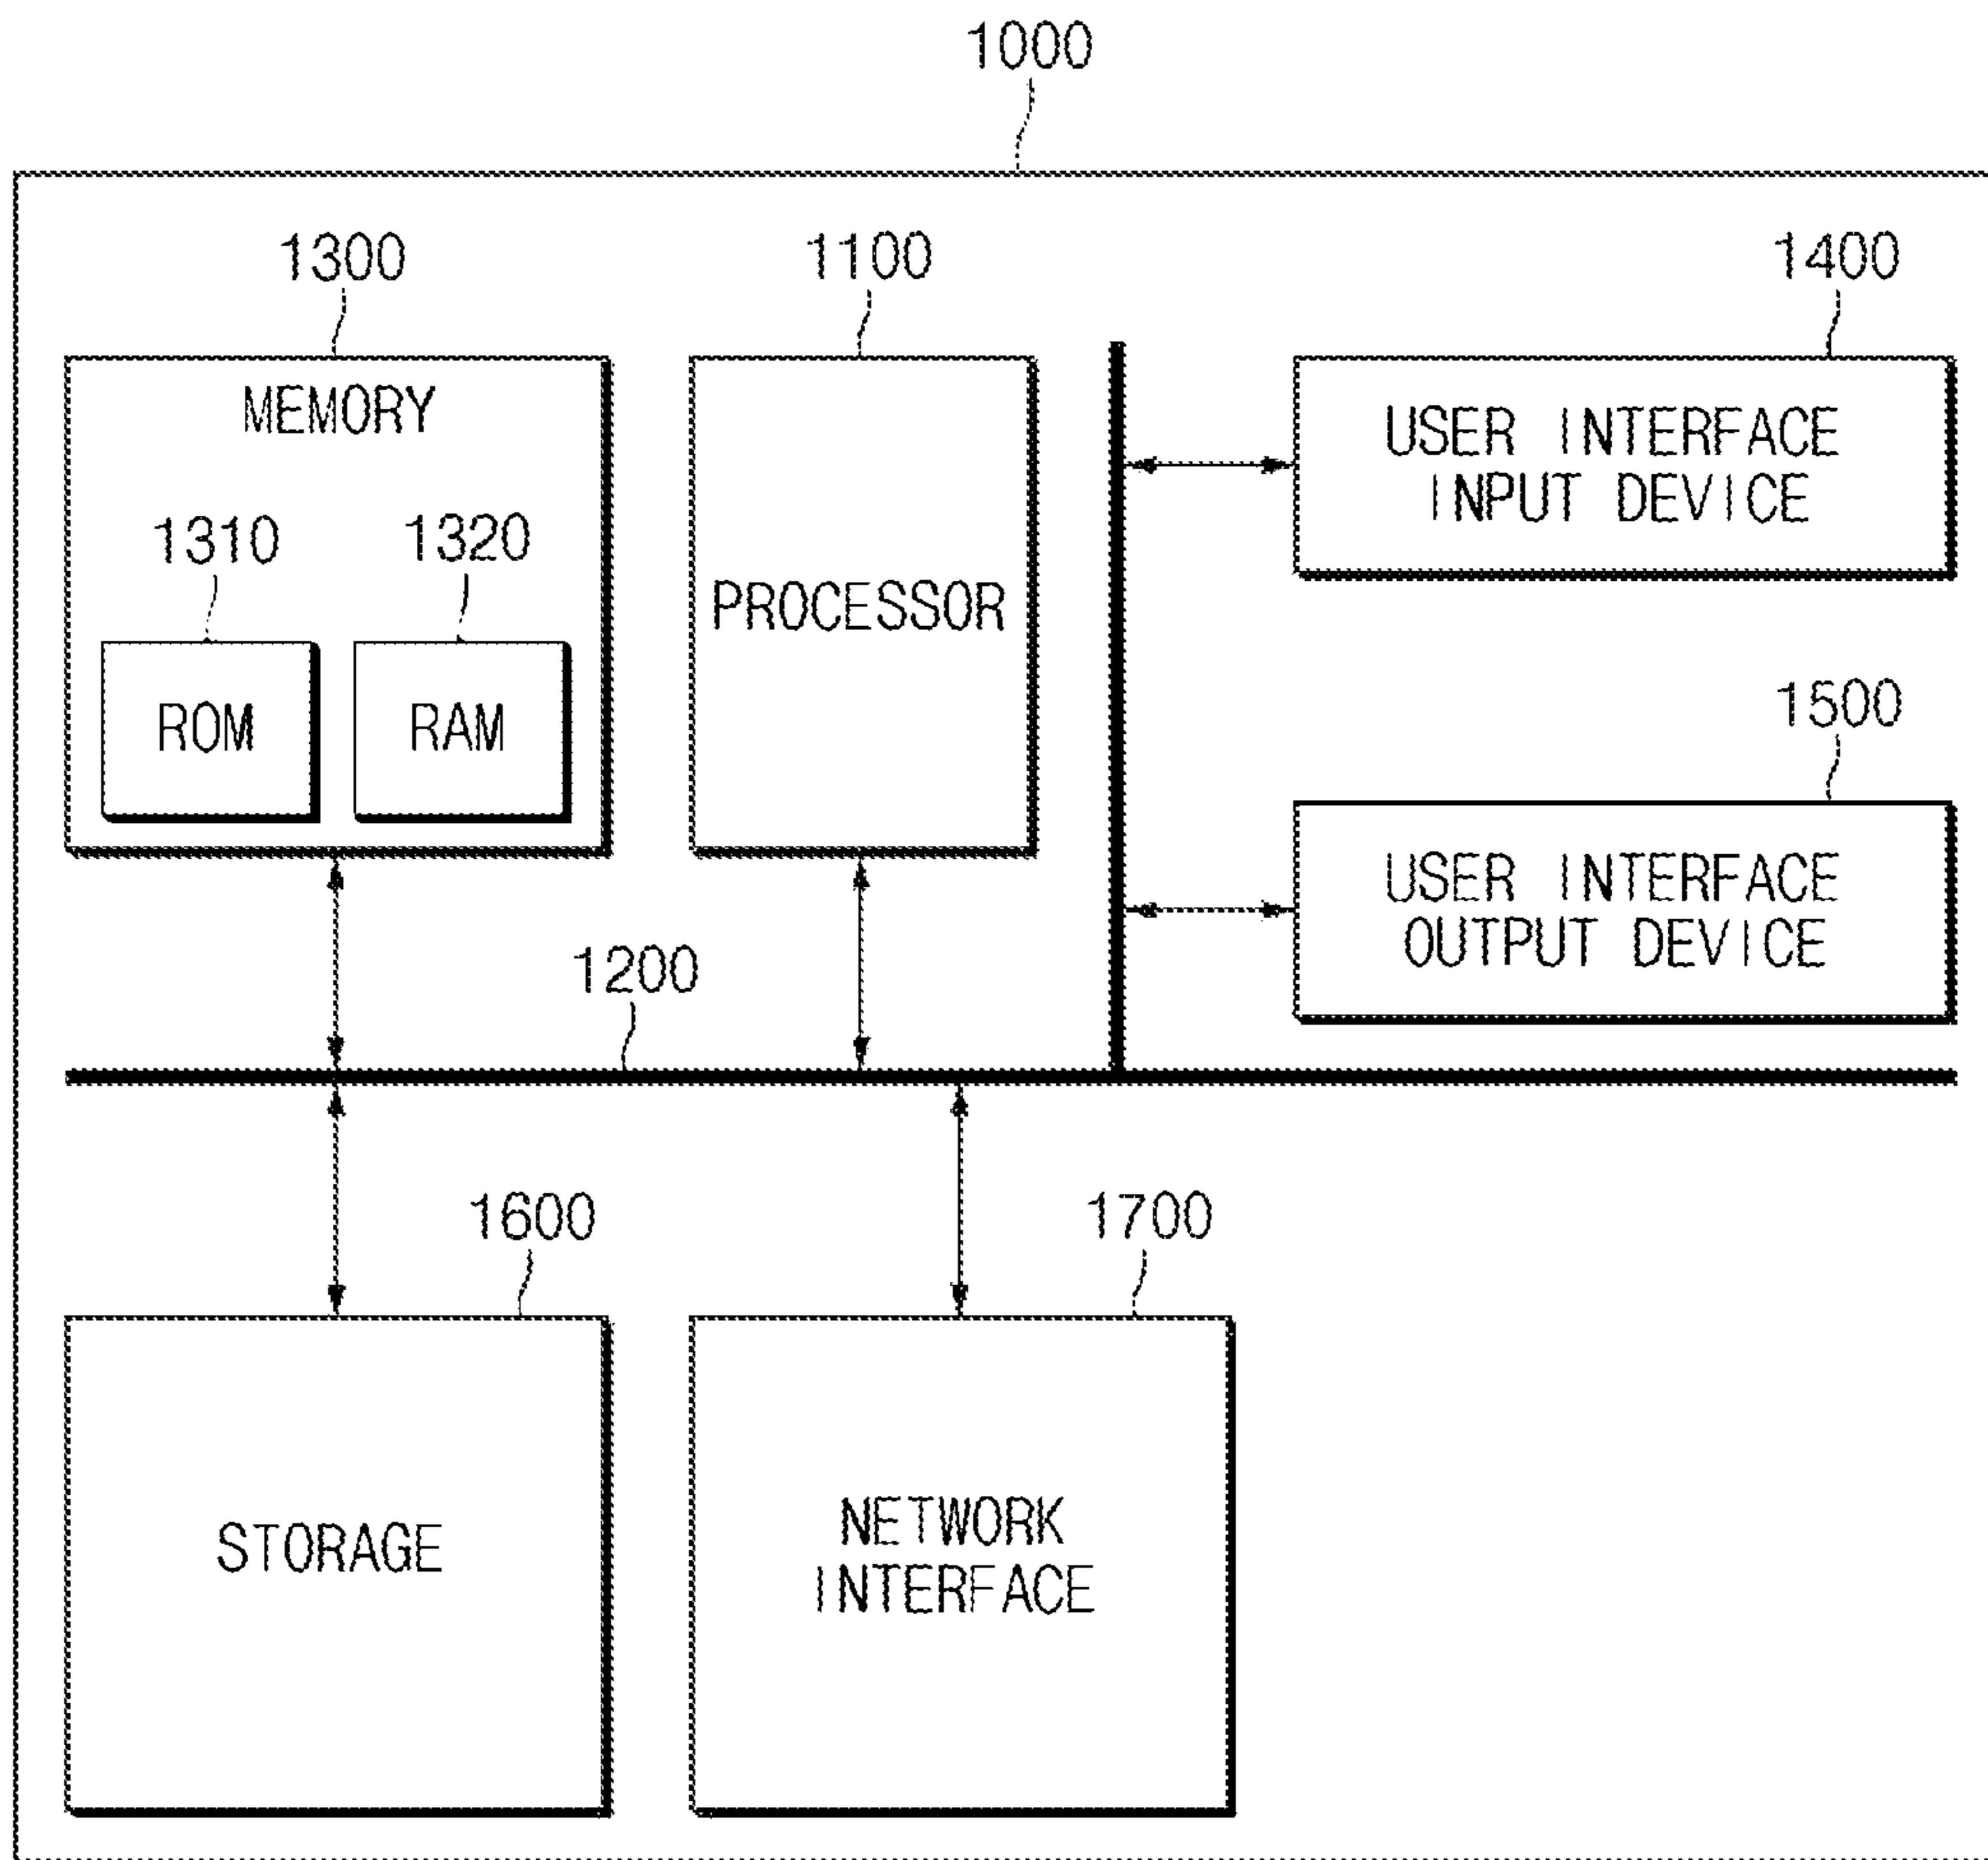 1000
1300
1100
1400
MEMORY
USER INTERFACE
INPUT DEVICE
1310
1320
PROCESSOR
ROM
RAM
1500
USER INTERFACE
OUTPUT DEVICE
1200
1600
1700
STORAGE
NETWORK
INTERFACE